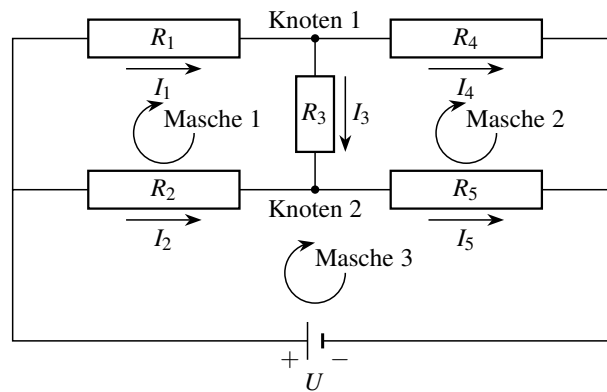 Knoten 1
R1 R4
I1 I4
R3 I3
Masche 1 Masche 2
R2 R5
Knoten 2
I2 I5
Masche 3
+ −
U